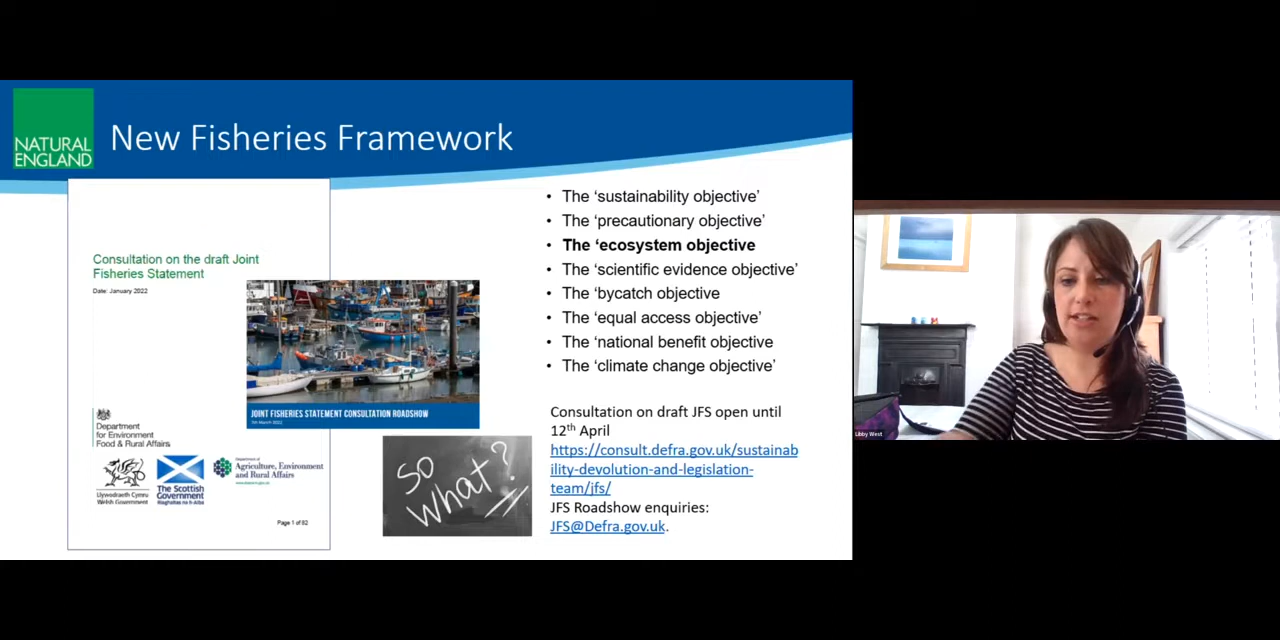 NATURAL
ENGLAND
New Fisheries Framework
Consultation on the draft Joint
Fisheries Statement
Date: January 2022
Department
for Environment
Food & Rural Affairs
Llywodraeth Cymru
Welsh Government
The Scottish
Government
Riaghaltas na h-Alba
Department of
Agriculture, Environment
and Rural Affairs
Page 1 of 82
JOINT FISHERIES STATEMENT CONSULTATION ROADSHOW
March 2022
So
What?
• The ‘sustainability objective’
• The ‘precautionary objective’
• The ‘ecosystem objective
• The ‘scientific evidence objective’
• The ‘bycatch objective
• The ‘equal access objective’
• The ‘national benefit objective
• The ‘climate change objective’
Consultation on draft JFS open until
12th April
https://consult.defra.gov.uk/sustainab
ility-devolution-and-legislation-
team/jfs/
JFS Roadshow enquiries:
JFS@Defra.gov.uk.
Libby West